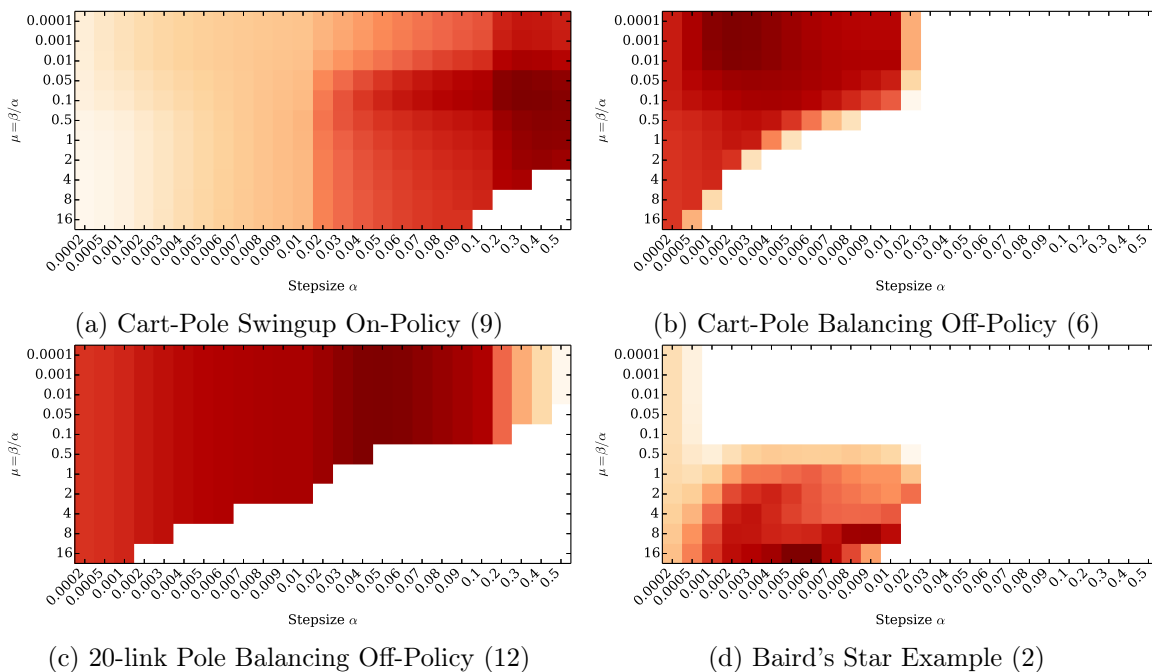 0.0001
0.001
0.01
0.05
0.1
0.5
1
2
4
8
16
μ=β/α
0.0002 0.0005 0.001 0.002 0.003 0.004 0.005 0.006 0.007 0.008 0.009 0.01 0.02 0.03 0.04 0.05 0.06 0.07 0.08 0.09 0.1 0.2 0.3 0.4 0.5
Stepsize α
(a) Cart-Pole Swingup On-Policy (9)
0.0001
0.001
0.01
0.05
0.1
0.5
1
2
4
8
16
μ=β/α
0.0002 0.0005 0.001 0.002 0.003 0.004 0.005 0.006 0.007 0.008 0.009 0.01 0.02 0.03 0.04 0.05 0.06 0.07 0.08 0.09 0.1 0.2 0.3 0.4 0.5
Stepsize α
(b) Cart-Pole Balancing Off-Policy (6)
0.0001
0.001
0.01
0.05
0.1
0.5
1
2
4
8
16
μ=β/α
0.0002 0.0005 0.001 0.002 0.003 0.004 0.005 0.006 0.007 0.008 0.009 0.01 0.02 0.03 0.04 0.05 0.06 0.07 0.08 0.09 0.1 0.2 0.3 0.4 0.5
Stepsize α
(c) 20-link Pole Balancing Off-Policy (12)
0.0001
0.001
0.01
0.05
0.1
0.5
1
2
4
8
16
μ=β/α
0.0002 0.0005 0.001 0.002 0.003 0.004 0.005 0.006 0.007 0.008 0.009 0.01 0.02 0.03 0.04 0.05 0.06 0.07 0.08 0.09 0.1 0.2 0.3 0.4 0.5
Stepsize α
(d) Baird's Star Example (2)